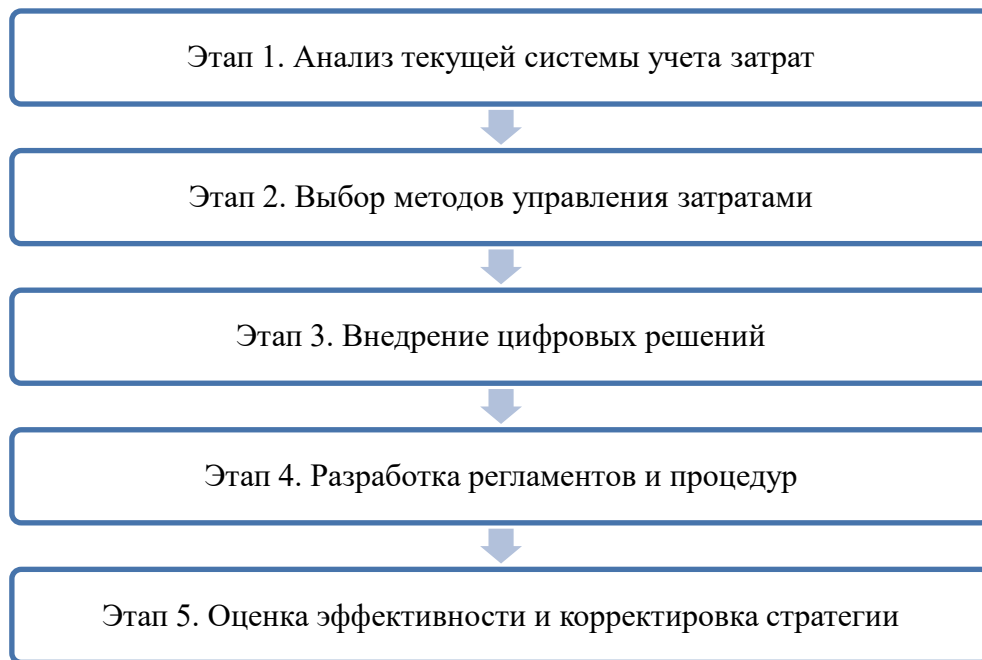 Этап 1. Анализ текущей системы учета затрат
Этап 2. Выбор методов управления затратами
Этап 3. Внедрение цифровых решений
Этап 4. Разработка регламентов и процедур
Этап 5. Оценка эффективности и корректировка стратегии